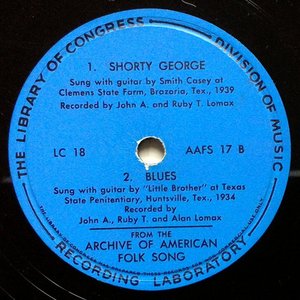 THE LIBRARY OF CONGRESS
DIVISION OF MUSIC
1. SHORTY GEORGE
Sung with guitar by Smith Casey at
Clemens State Farm, Brazoria, Tex., 1939
Recorded by John A. and Ruby T. Lomax
LC 18
AAFS 17 B
2. BLUES
Sung with guitar by "Little Brother" at Texas
State Penitentiary, Huntsville, Tex., 1934
Recorded by
John A., Ruby T. and Alan Lomax
FROM THE
ARCHIVE OF AMERICAN
FOLK SONG
RECORDING LABORATORY